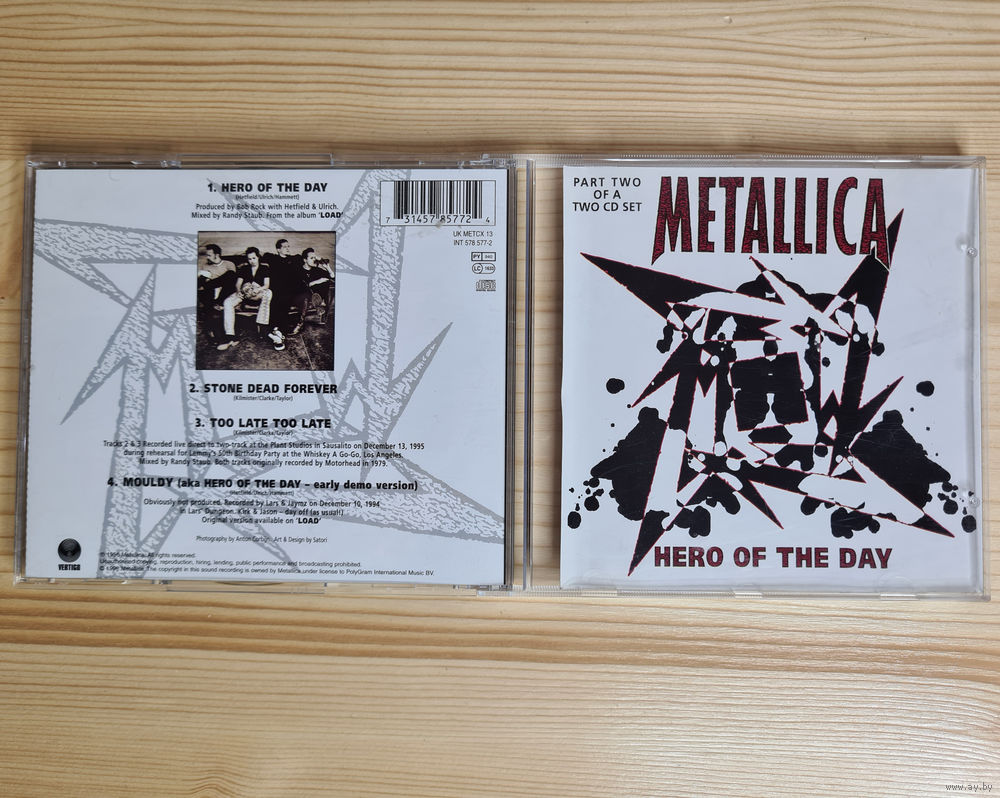 1. HERO OF THE DAY
(Hetfield/Ulrich/Hammett)
Produced by Bob Rock with Hetfield & Ulrich.
Mixed by Randy Staub. From the album 'LOAD'
7 31457 85772 4
UK METCX 13
INT 578 577-2
PY 940
LC 1633
2. STONE DEAD FOREVER
(Kilmister/Clarke/Taylor)
3. TOO LATE TOO LATE
(Kilmister/Clarke/Taylor)
Tracks 2 & 3 Recorded live direct to two-track at the Plant Studios in Sausalito on December 13, 1995
during rehearsal for Lemmy's 50th Birthday Party at the Whiskey A Go-Go, Los Angeles.
Mixed by Randy Staub. Both tracks originally recorded by Motorhead in 1979.
4. MOULDY (aka HERO OF THE DAY – early demo version)
(Hetfield/Ulrich/Hammett)
Obviously not produced. Recorded by Lars & Jaymz on December 10, 1994
in Lars' Dungeon. Kirk & Jason – day off (as usual!)
Original version available on 'LOAD'
Photography by Anton Corbijn. Art & Design by Satori
VERTIGO
© 1996 Metallica. All rights reserved.
Unauthorised copying, reproduction, hiring, lending, public performance and broadcasting prohibited.
℗ 1996 Metallica. The copyright in this sound recording is owned by Metallica under license to PolyGram International Music BV.
PART TWO
OF A
TWO CD SET
METALLICA
HERO OF THE DAY
www.ay.by